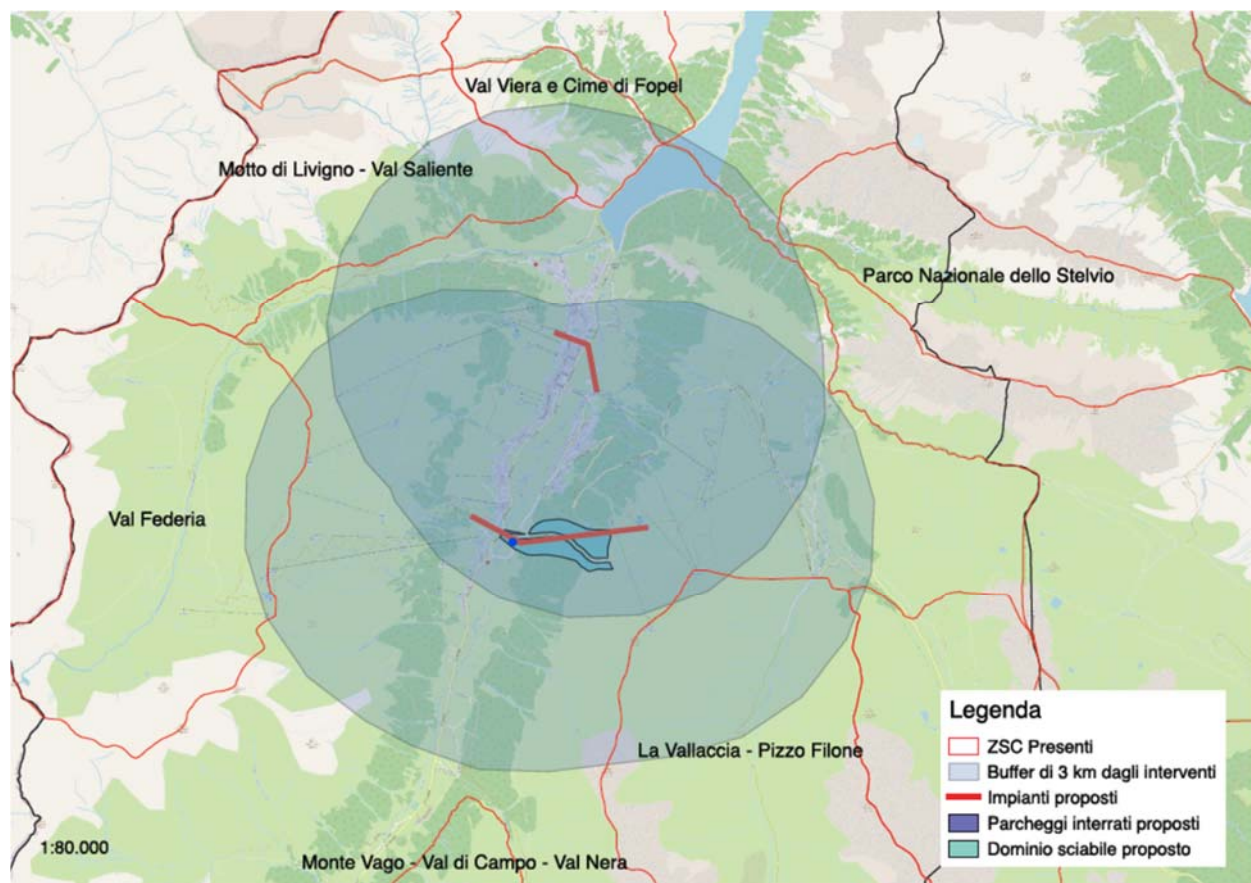 Val Viera e Cime di Fopel
Motto di Livigno - Val Saliente
Parco Nazionale dello Stelvio
Val Federia
La Vallaccia - Pizzo Filone
Monte Vago - Val di Campo - Val Nera
1:80.000
Legenda
ZSC Presenti
Buffer di 3 km dagli interventi
Impianti proposti
Parcheggi interrati proposti
Dominio sciabile proposto